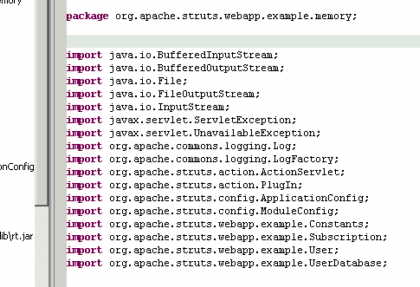 package org.apache.struts.webapp.example.memory;
import java.io.BufferedInputStream;
import java.io.BufferedOutputStream;
import java.io.File;
import java.io.FileOutputStream;
import java.io.InputStream;
import javax.servlet.ServletException;
import javax.servlet.UnavailableException;
import org.apache.commons.logging.Log;
import org.apache.commons.logging.LogFactory;
import org.apache.struts.action.ActionServlet;
import org.apache.struts.action.PlugIn;
import org.apache.struts.config.ApplicationConfig;
import org.apache.struts.config.ModuleConfig;
import org.apache.struts.webapp.example.Constants;
import org.apache.struts.webapp.example.Subscription;
import org.apache.struts.webapp.example.User;
import org.apache.struts.webapp.example.UserDatabase;
onConfig
lib\rt.jar